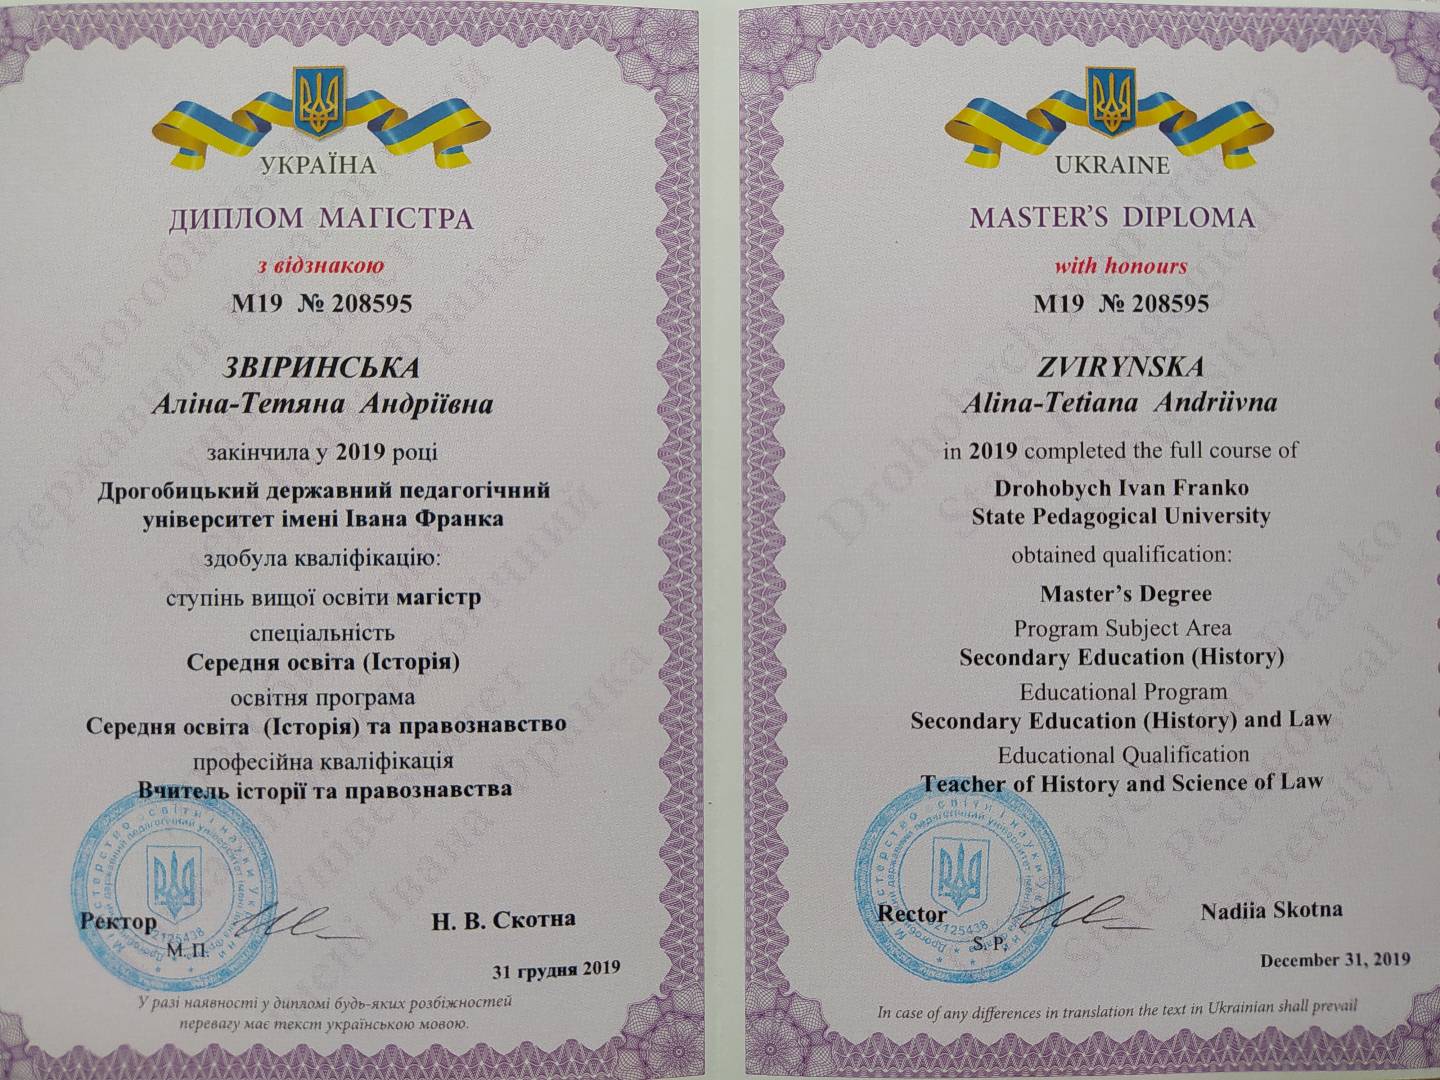 УКРАЇНА
ДИПЛОМ МАГІСТРА
з відзнакою
М19 № 208595
ЗВІРИНСЬКА
Аліна-Тетяна Андріївна
закінчила у 2019 році
Дрогобицький державний педагогічний
університет імені Івана Франка
здобула кваліфікацію:
ступінь вищої освіти магістр
спеціальність
Середня освіта (Історія)
освітня програма
Середня освіта (Історія) та правознавство
професійна кваліфікація
Вчитель історії та правознавства
Ректор
Н. В. Скотна
М. П.
31 грудня 2019
У разі наявності у дипломі будь-яких розбіжностей
перевагу має текст українською мовою.
UKRAINE
MASTER'S DIPLOMA
with honours
M19 № 208595
ZVIRYNSKA
Alina-Tetiana Andriivna
in 2019 completed the full course of
Drohobych Ivan Franko
State Pedagogical University
obtained qualification:
Master's Degree
Program Subject Area
Secondary Education (History)
Educational Program
Secondary Education (History) and Law
Educational Qualification
Teacher of History and Science of Law
Rector
Nadiia Skotna
S. P.
December 31, 2019
In case of any differences in translation the text in Ukrainian shall prevail